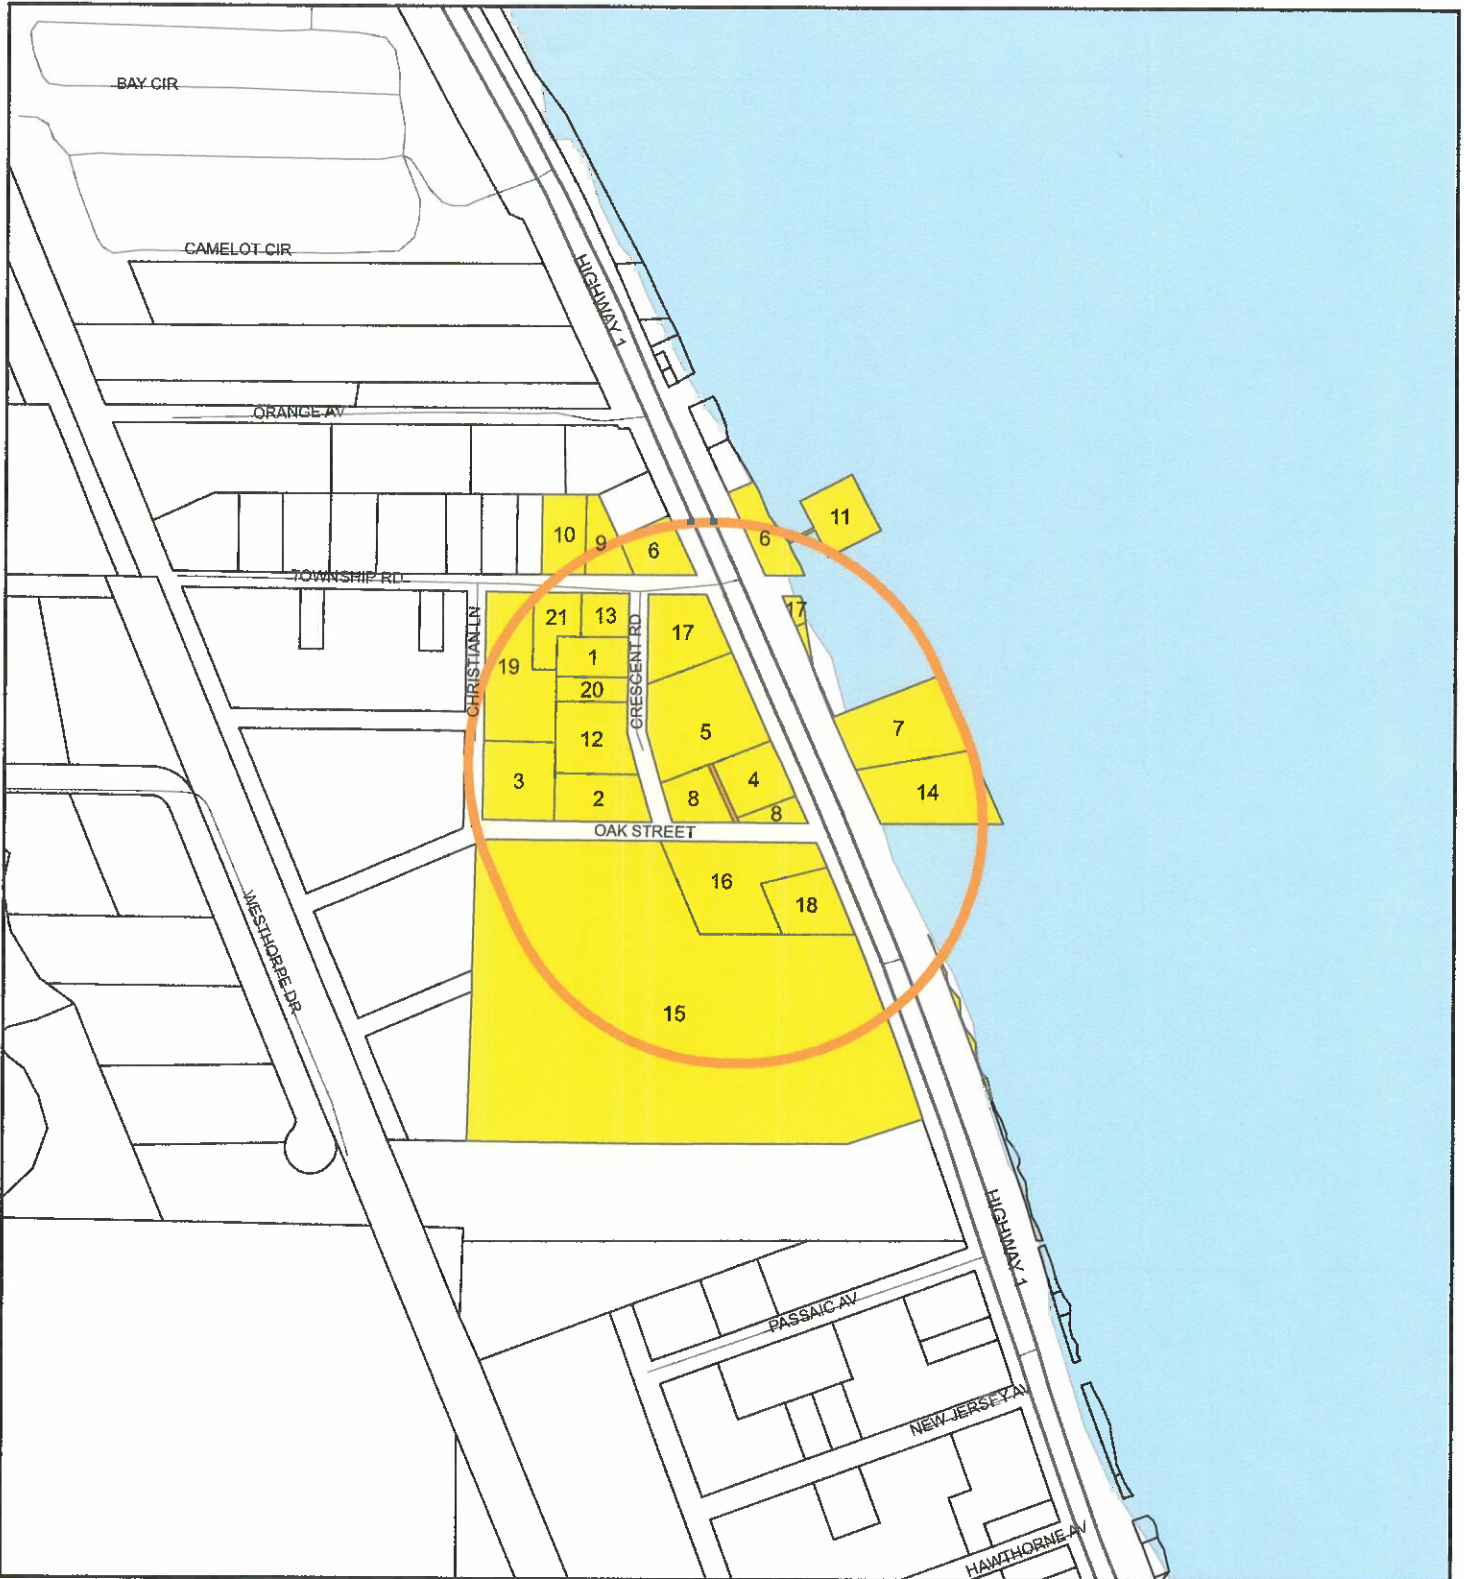 BAY CIR
CAMELOT CIR
HIGHWAY 1
ORANGE AV
11
10
9
6
6
TOWNSHIP RD
CHRISTIAN LN
21
13
CRESCENT RD
17
17
1
19
20
12
5
7
3
2
8
4
14
8
OAK STREET
16
18
WESTHORPE DR
15
HIGHWAY 1
PASSAIC AV
NEW JERSEY AV
HAWTHORNE AV